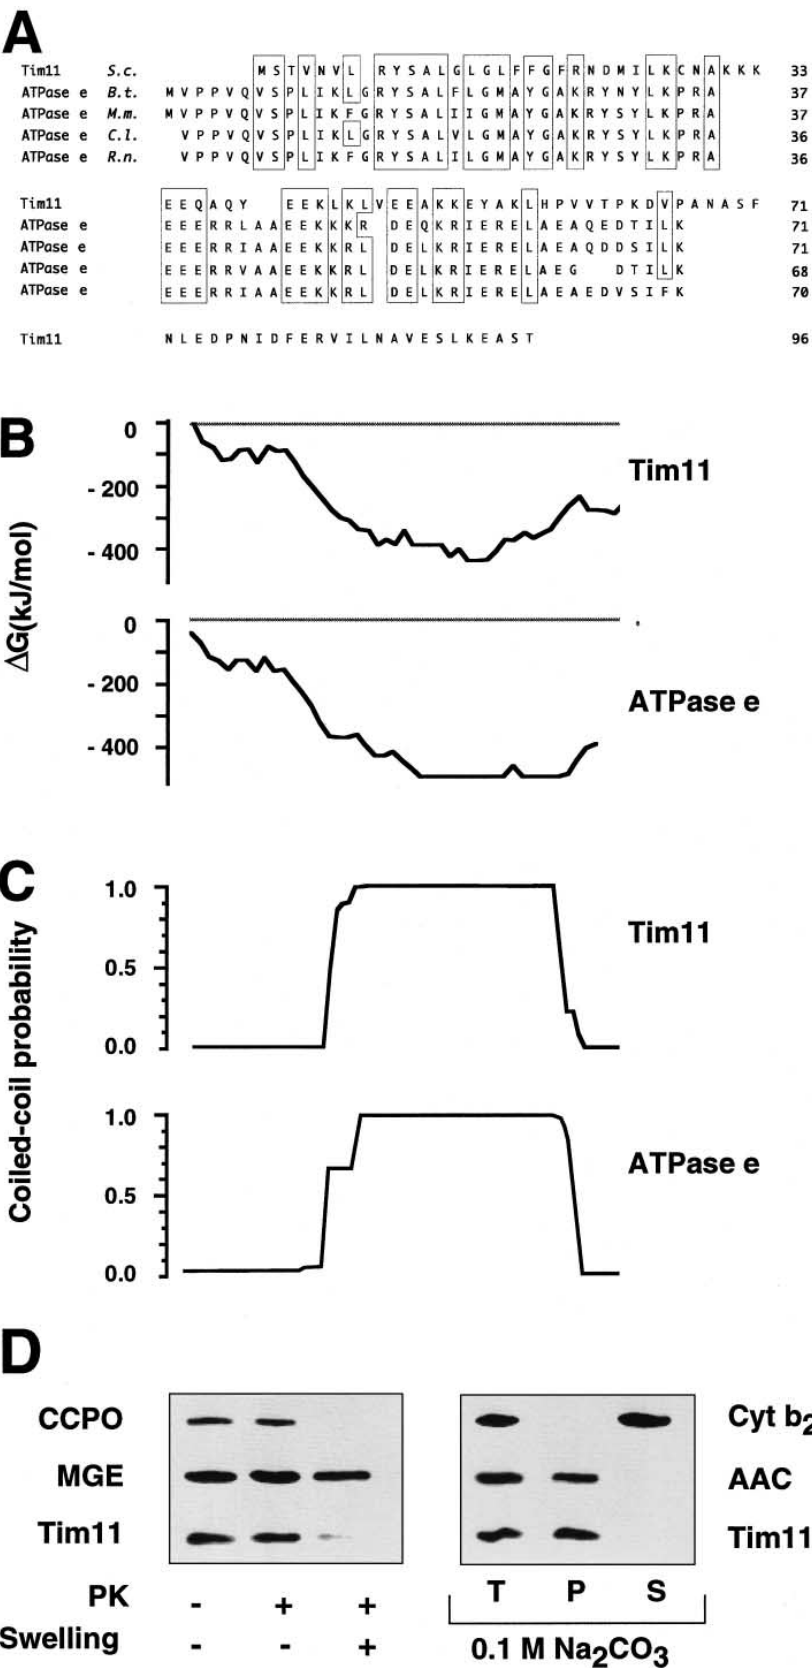 A
Tim11 S.c. M S T V N V L R Y S A L G L G L F F G F R N D M I L K C N A K K K 33
ATPase e B.t. M V P P V Q V S P L I K L G R Y S A L F L G M A Y G A K R Y N Y L K P R A 37
ATPase e M.m. M V P P V Q V S P L I K F G R Y S A L I I G M A Y G A K R Y S Y L K P R A 37
ATPase e C.l. V P P V Q V S P L I K L G R Y S A L V L G M A Y G A K R Y S Y L K P R A 36
ATPase e R.n. V P P V Q V S P L I K F G R Y S A L I L G M A Y G A K R Y S Y L K P R A 36
Tim11 E E Q A Q Y E E K L K L V E E A K K E Y A K L H P V V T P K D V P A N A S F 71
ATPase e E E E R R L A A E E K K K R D E Q K R I E R E L A E A Q E D T I L K 71
ATPase e E E E R R I A A E E K K R L D E L K R I E R E L A E A Q D D S I L K 71
ATPase e E E E R R V A A E E K K R L D E L K R I E R E L A E G D T I L K 68
ATPase e E E E R R I A A E E K K R L D E L K R I E R E L A E A E D V S I F K 70
Tim11 N L E D P N I D F E R V I L N A V E S L K E A S T 96
B
0
- 200
- 400
Tim11
ΔG(kJ/mol)
0
- 200
- 400
ATPase e
C
1.0
0.5
0.0
Tim11
Coiled-coil probability
1.0
0.5
0.0
ATPase e
D
CCPO Cyt b2
MGE AAC
Tim11 Tim11
PK - + + T P S
Swelling - - + 0.1 M Na2CO3